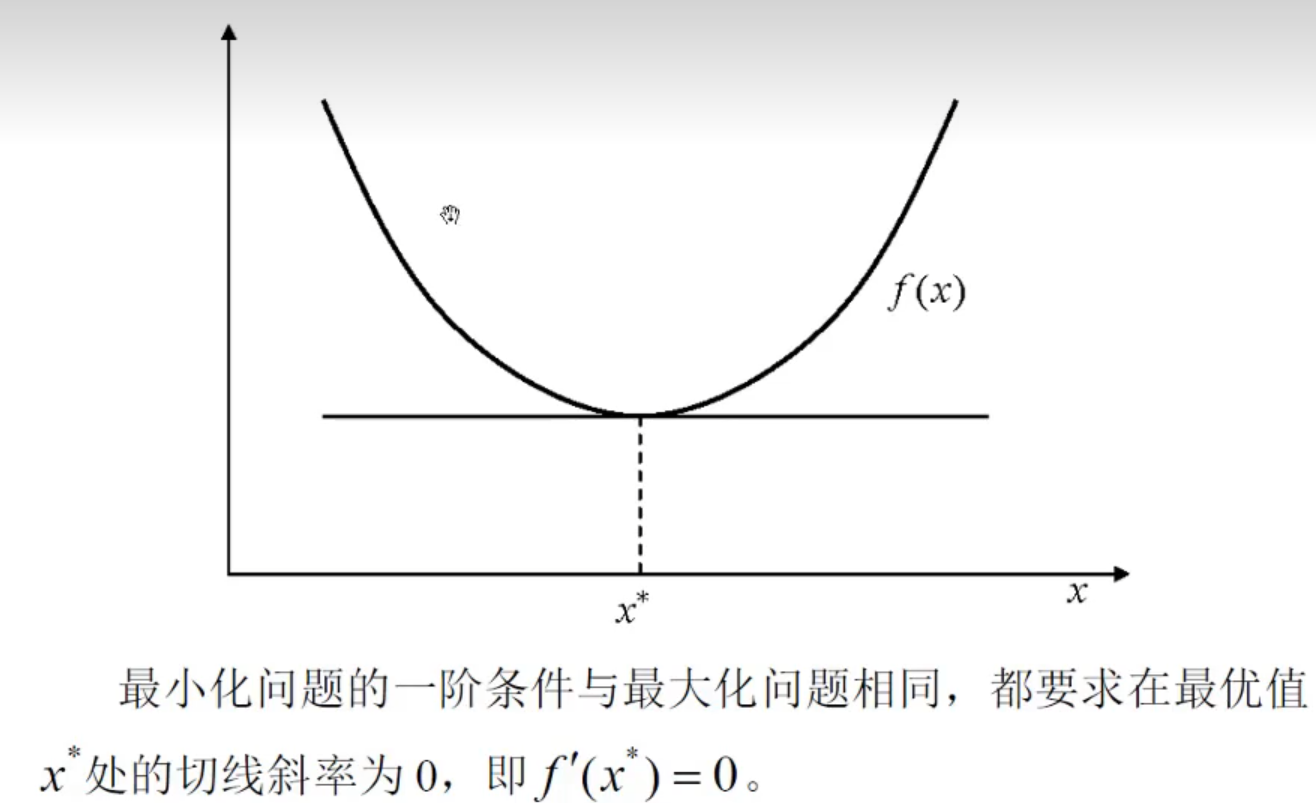 f(x)
x
x*
最小化问题的一阶条件与最大化问题相同，都要求在最优值
x*处的切线斜率为 0，即 f′(x*) = 0。